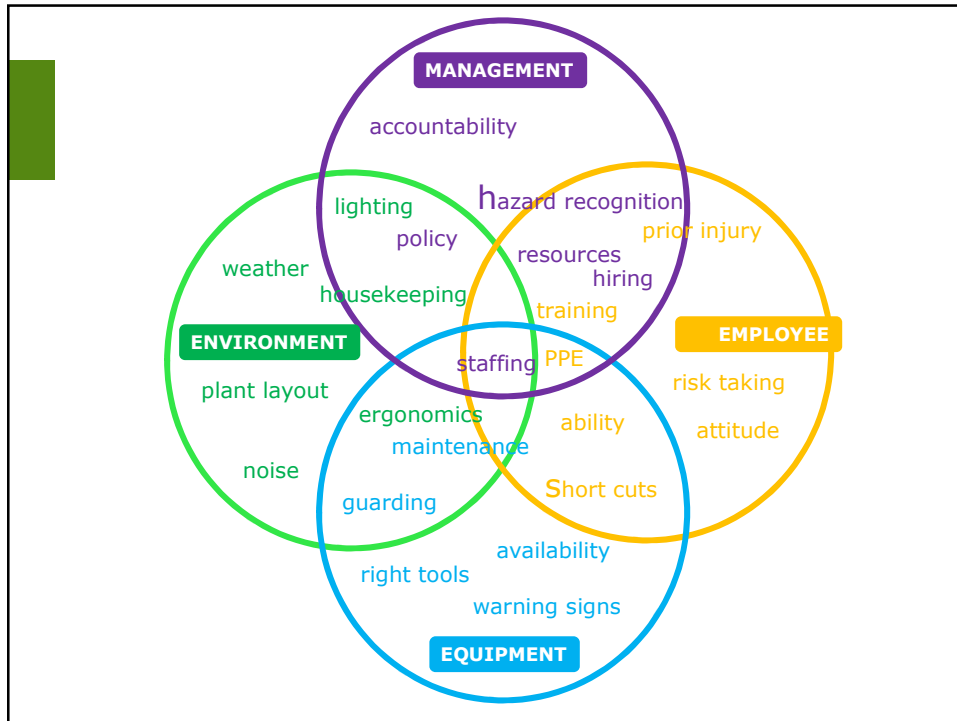 MANAGEMENT
accountability
lighting
hazard recognition
policy
prior injury
resources
weather
hiring
housekeeping
training
ENVIRONMENT
EMPLOYEE
staffing
PPE
plant layout
risk taking
ergonomics
ability
attitude
maintenance
noise
short cuts
guarding
availability
right tools
warning signs
EQUIPMENT